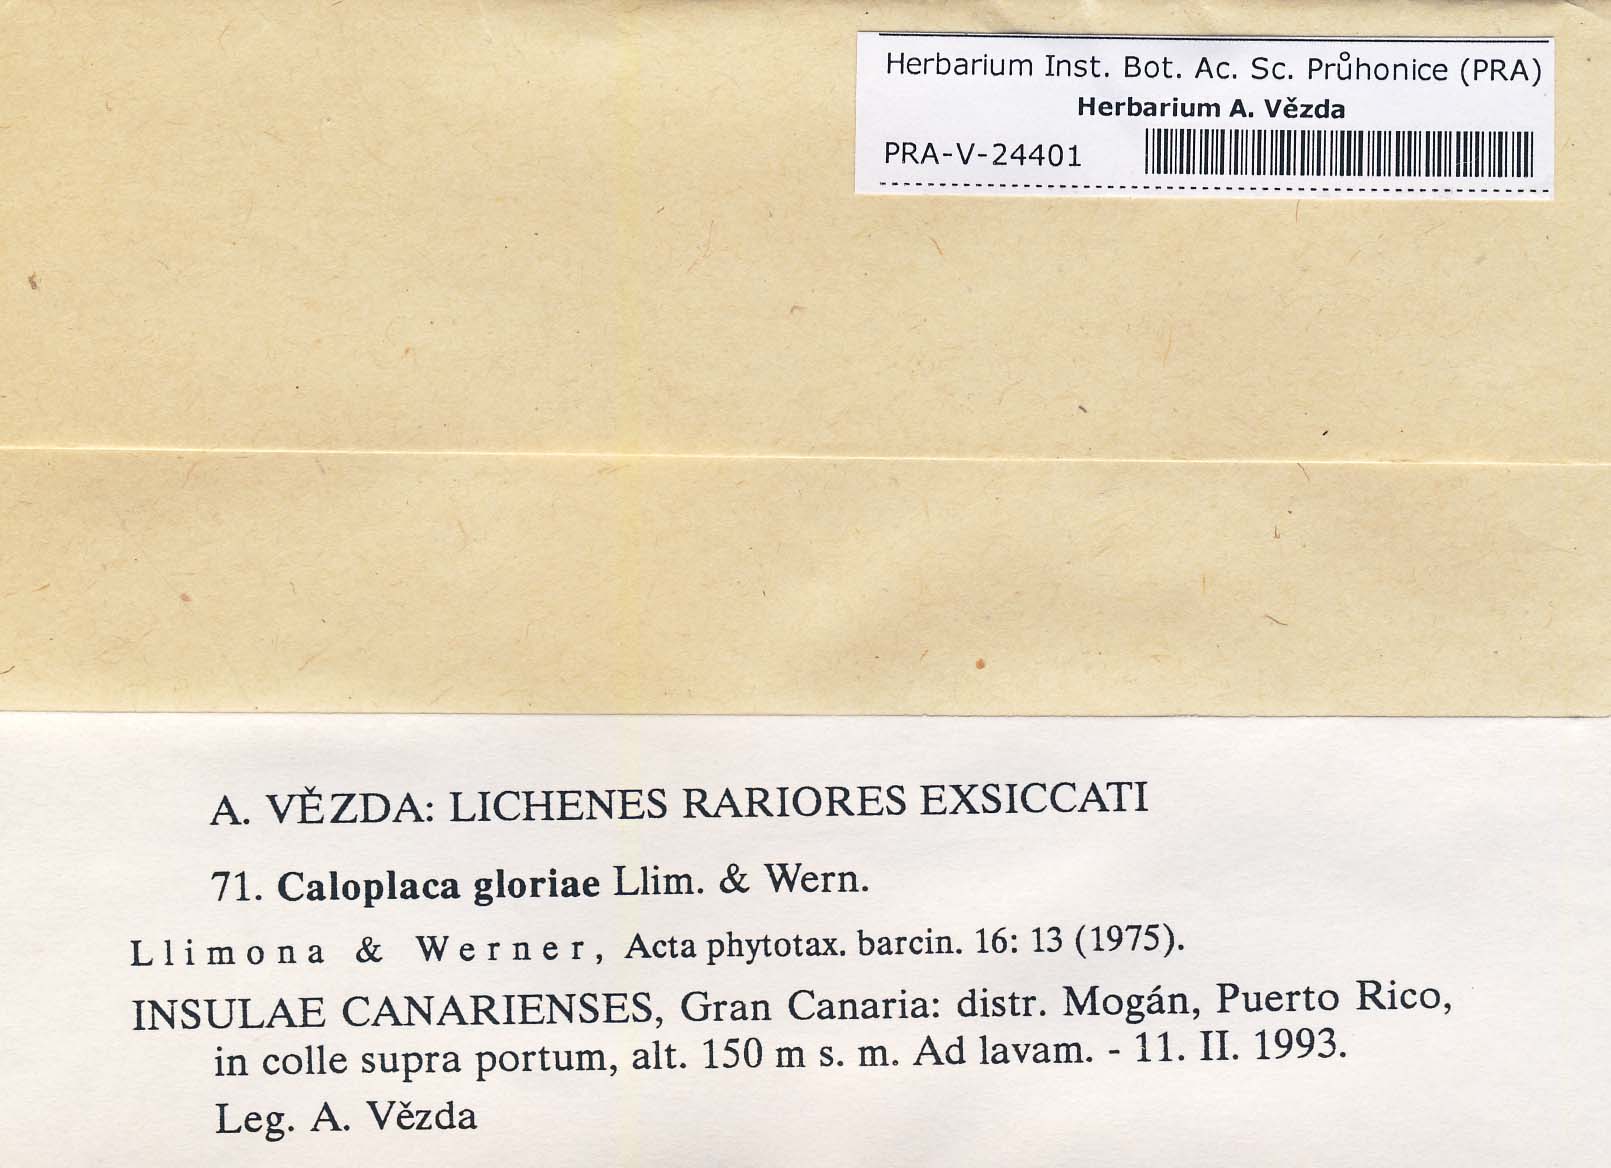 Herbarium Inst. Bot. Ac. Sc. Průhonice (PRA)
Herbarium A. Vězda
PRA-V-24401
A. VĚZDA: LICHENES RARIORES EXSICCATI
71. Caloplaca gloriae Llim. & Wern.
Llimona & Werner, Acta phytotax. barcin. 16: 13 (1975).
INSULAE CANARIENSES, Gran Canaria: distr. Mogán, Puerto Rico,
in colle supra portum, alt. 150 m s. m. Ad lavam. - 11. II. 1993.
Leg. A. Vězda